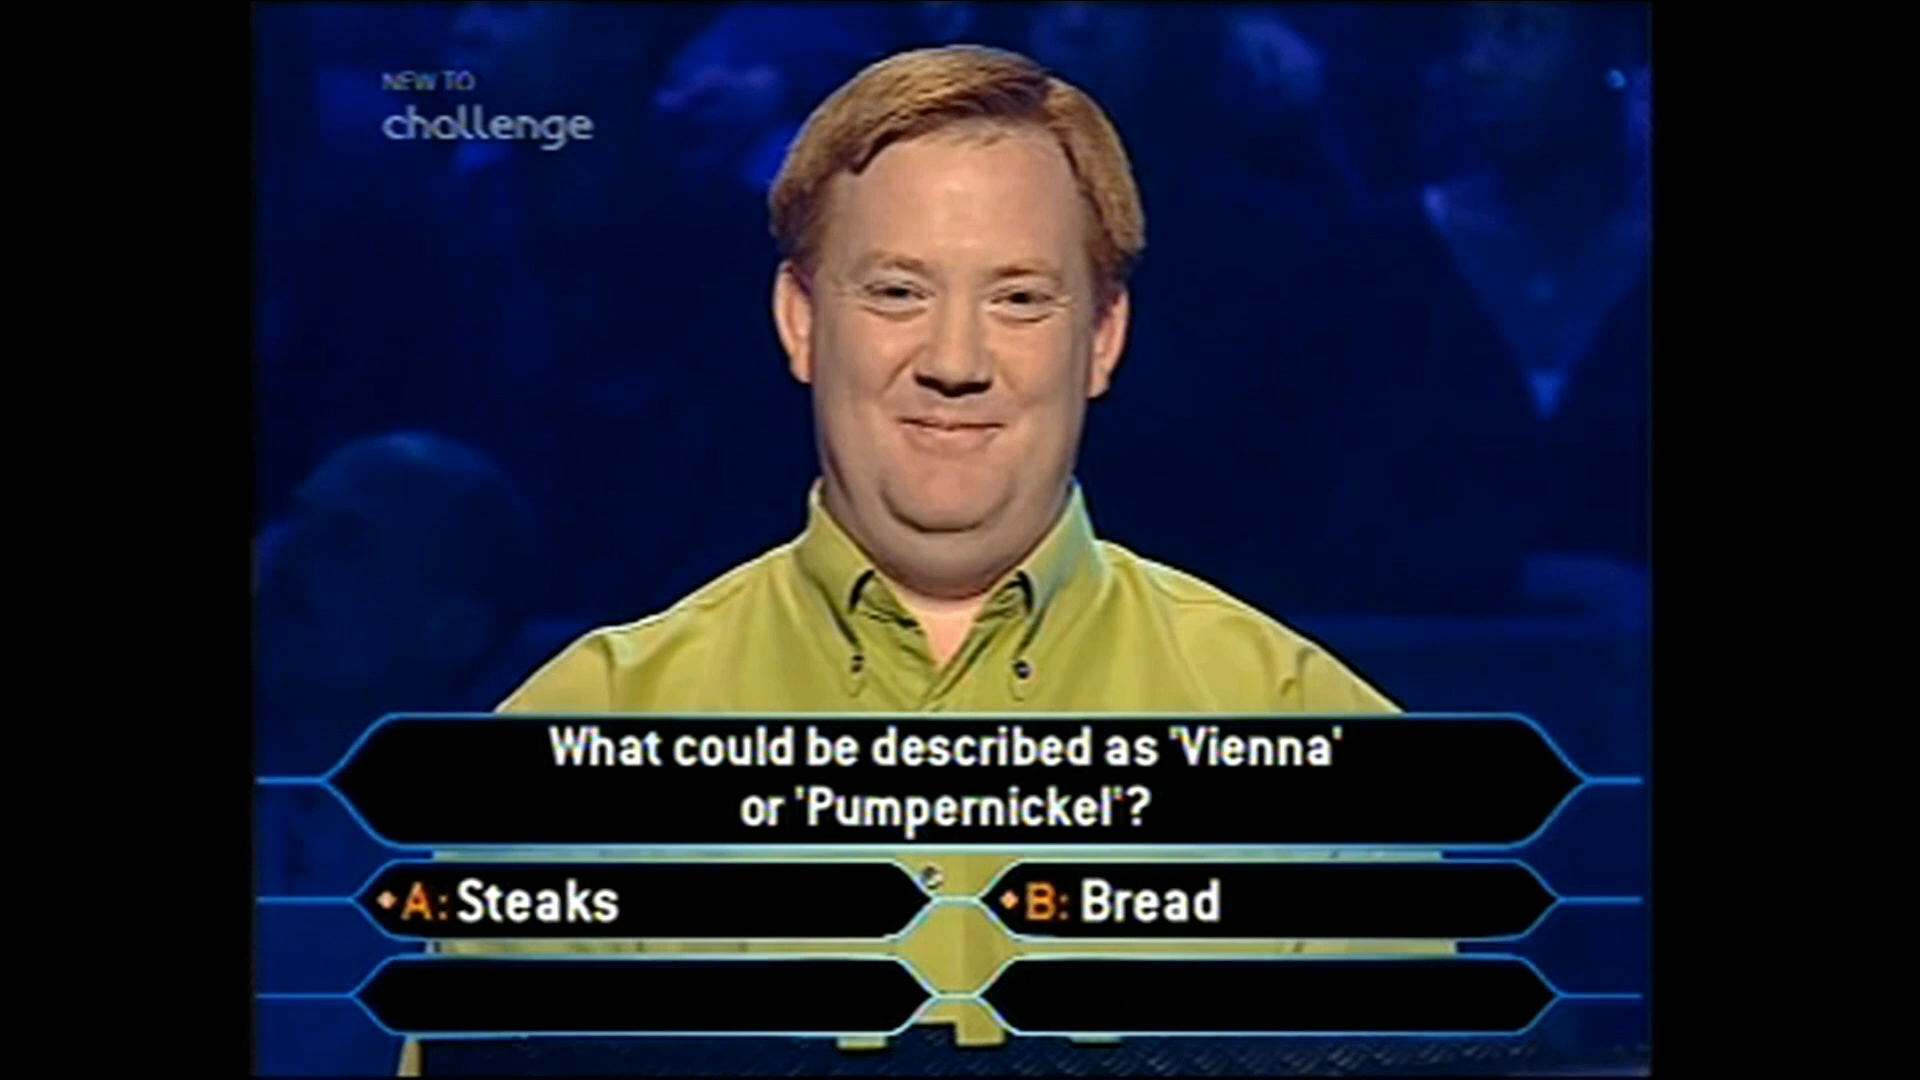 NEW TO
challenge
What could be described as 'Vienna'
or 'Pumpernickel'?
A: Steaks
B: Bread